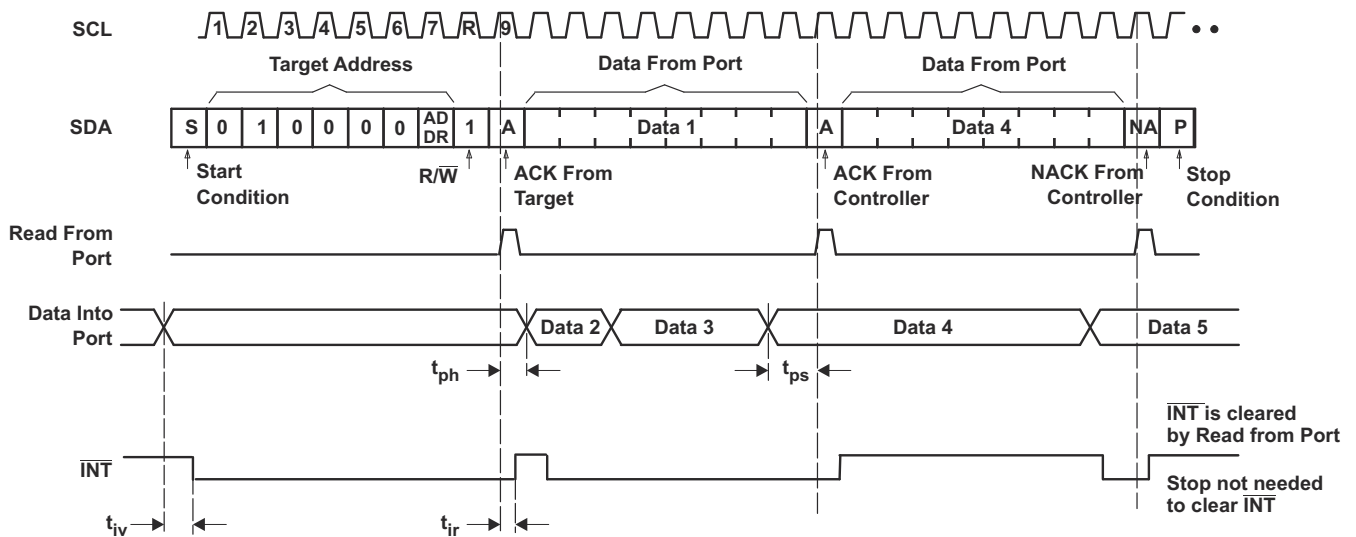 SCL
1 2 3 4 5 6 7 R 9
Target Address
Data From Port
Data From Port
SDA
S 0 1 0 0 0 0 AD DR 1 A Data 1 A Data 4 NA P
Start
Condition
R/W̅
ACK From
Target
ACK From
Controller
NACK From
Controller
Stop
Condition
Read From
Port
Data Into
Port
Data 2 Data 3 Data 4 Data 5
tph
tps
I̅N̅T̅ is cleared
by Read from Port
I̅N̅T̅
Stop not needed
to clear I̅N̅T̅
tiv
tir